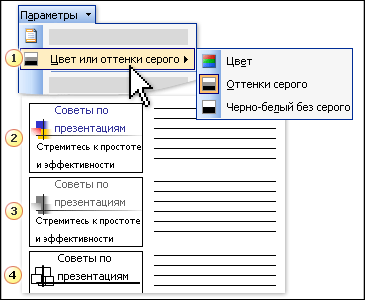 Параметры
1
Цвет или оттенки серого
Цвет
Оттенки серого
Черно-белый без серого
2
Советы по
презентациям
Стремитесь к простоте
и эффективности
3
Советы по
презентациям
Стремитесь к простоте
и эффективности
4
Советы по
презентациям